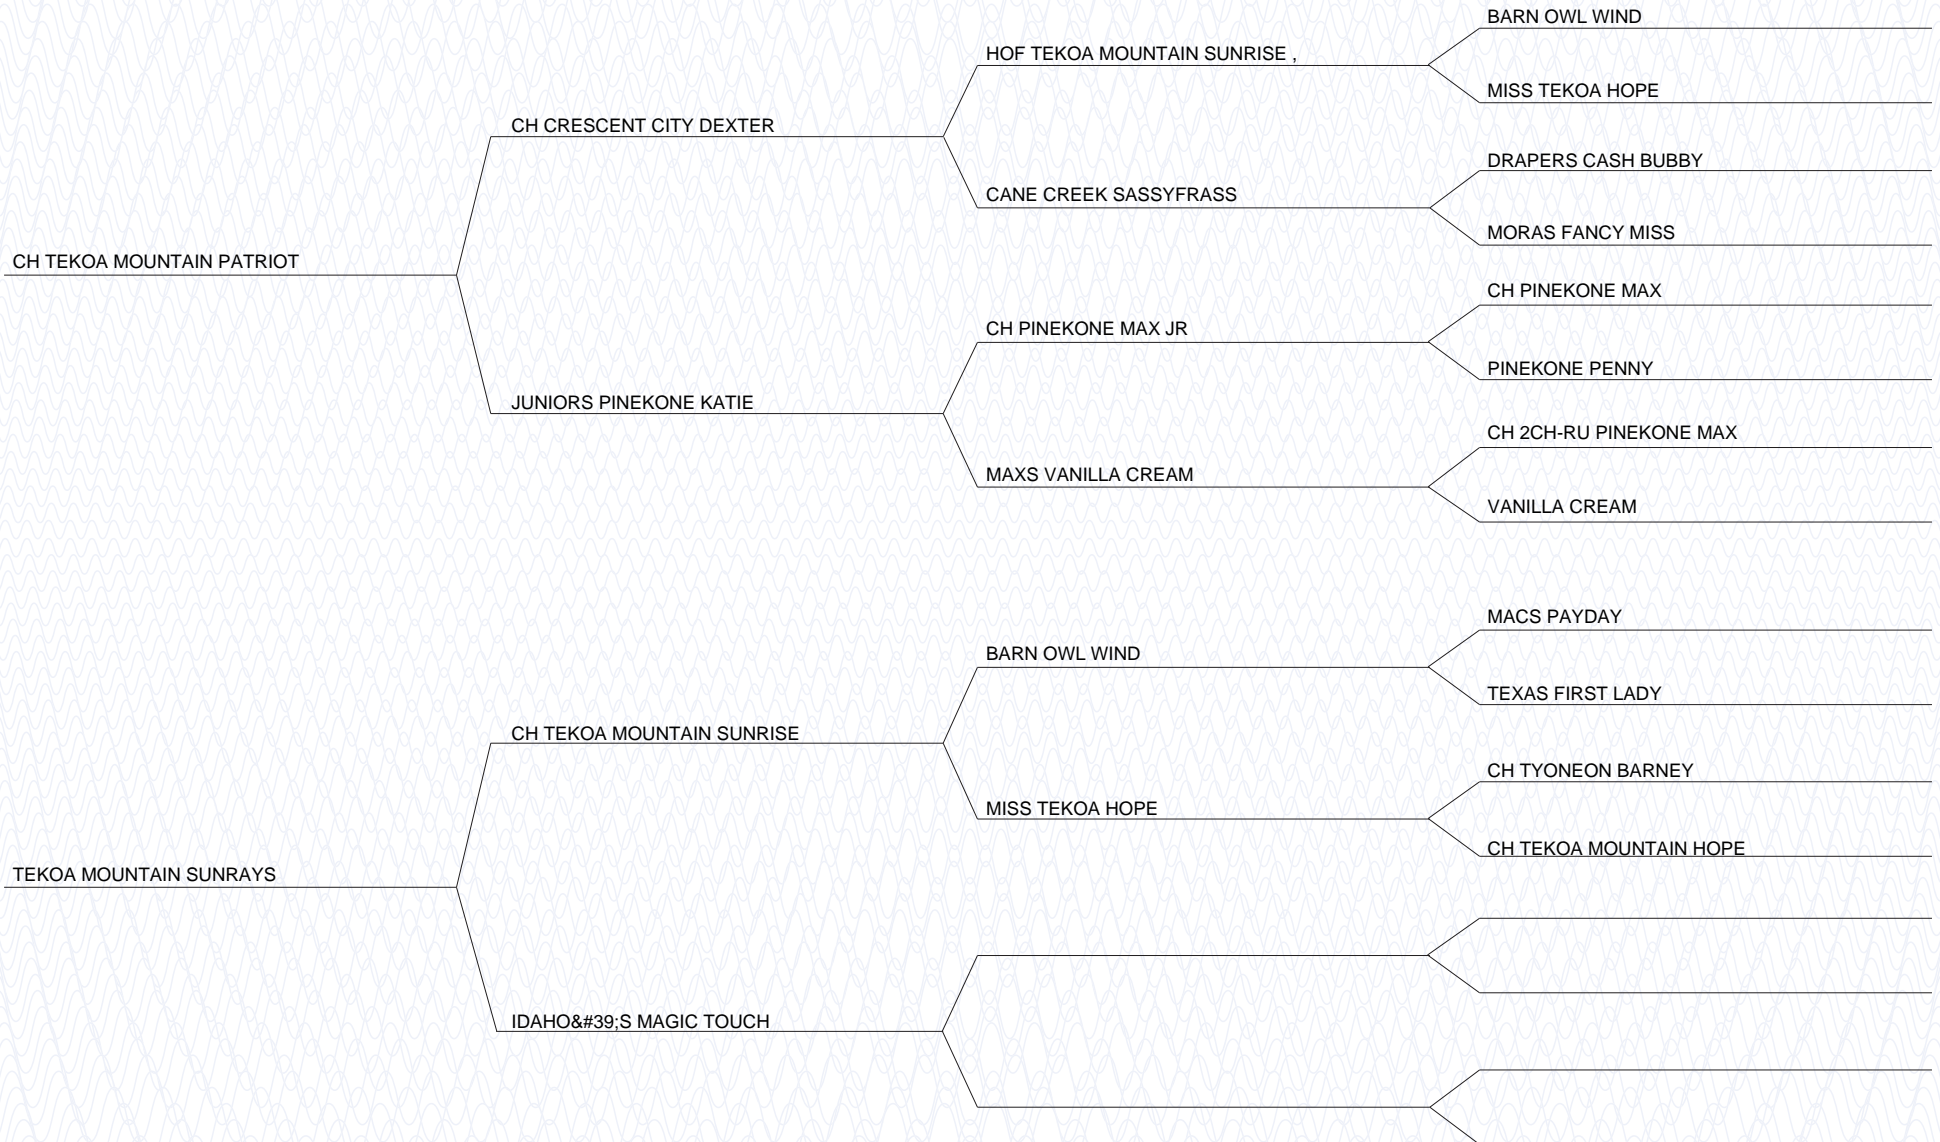 BARN OWL WIND
HOF TEKOA MOUNTAIN SUNRISE ,
MISS TEKOA HOPE
CH CRESCENT CITY DEXTER
DRAPERS CASH BUBBY
CANE CREEK SASSYFRASS
MORAS FANCY MISS
CH TEKOA MOUNTAIN PATRIOT
CH PINEKONE MAX
CH PINEKONE MAX JR
PINEKONE PENNY
JUNIORS PINEKONE KATIE
CH 2CH-RU PINEKONE MAX
MAXS VANILLA CREAM
VANILLA CREAM
MACS PAYDAY
BARN OWL WIND
TEXAS FIRST LADY
CH TEKOA MOUNTAIN SUNRISE
CH TYONEON BARNEY
MISS TEKOA HOPE
CH TEKOA MOUNTAIN HOPE
TEKOA MOUNTAIN SUNRAYS
IDAHO&#39;S MAGIC TOUCH